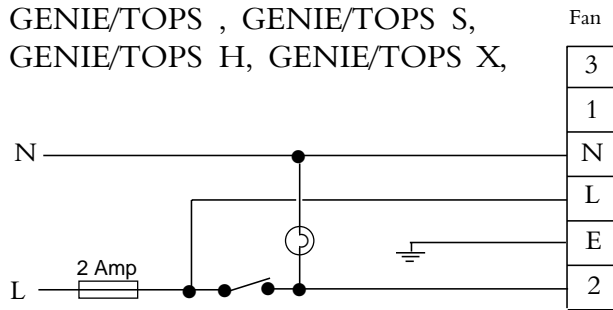 GENIE/TOPS , GENIE/TOPS S,
GENIE/TOPS H, GENIE/TOPS X,
Fan
3
1
N
N
L
E
2 Amp
L
2